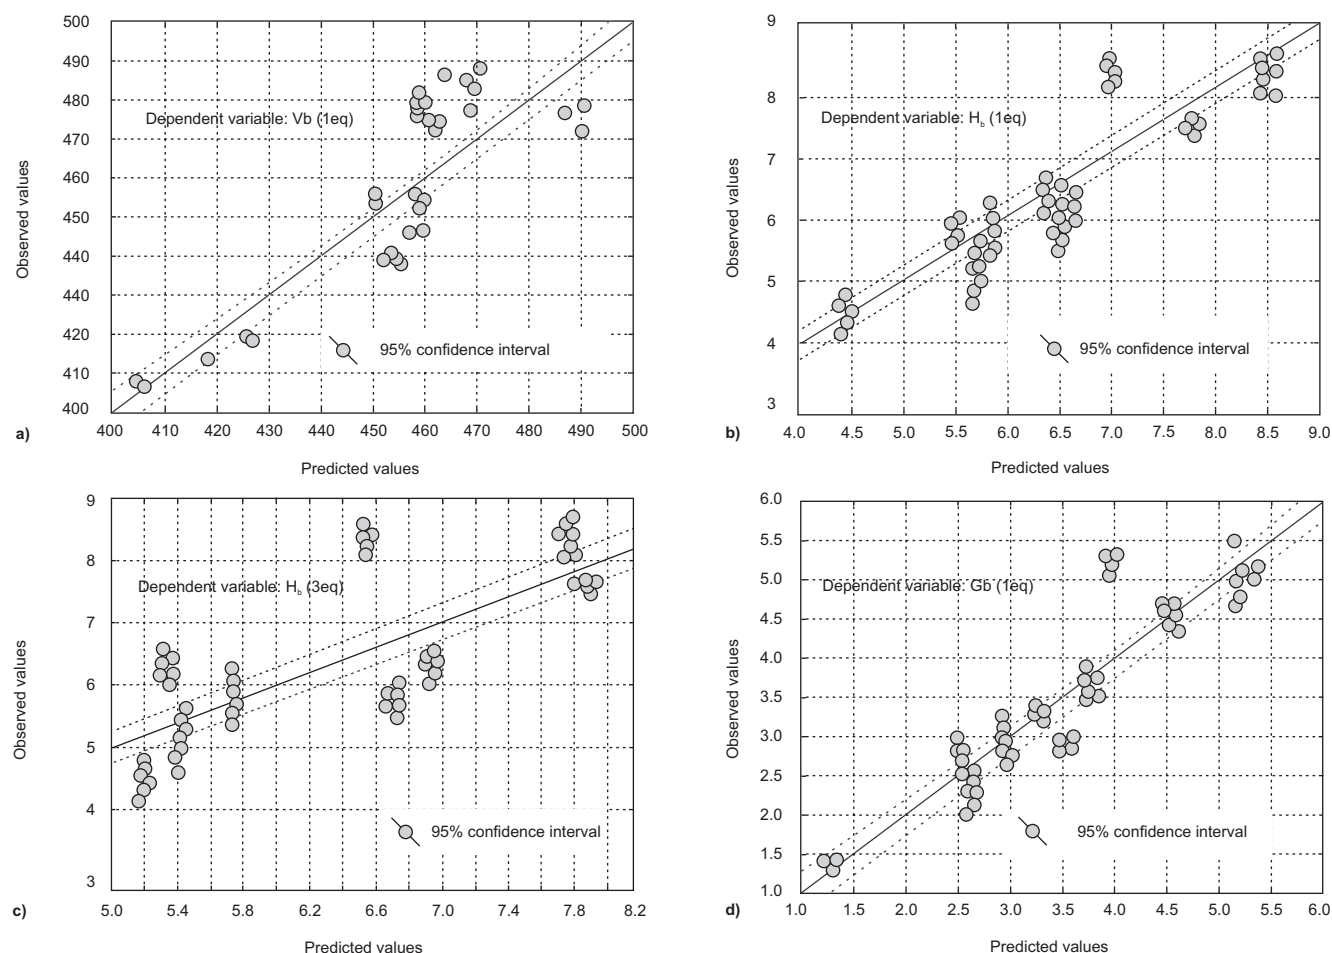 500
490
480
470
460
450
440
440
420
410
400
Observed values
Dependent variable: Vb (1eq)
95% confidence interval
400 410 420 430 440 450 460 470 480 490 500
Predicted values
a)
9
8
7
6
5
4
3
Observed values
Dependent variable: Hb (1eq)
95% confidence interval
4.0 4.5 5.0 5.5 6.0 6.5 7.0 7.5 8.0 8.5 9.0
Predicted values
b)
9
8
7
6
5
4
3
Observed values
Dependent variable: Hb (3eq)
95% confidence interval
5.0 5.4 5.8 6.2 6.6 7.0 7.4 7.8 8.2
Predicted values
c)
6.0
5.5
5.0
4.5
4.0
3.5
3.0
2.5
2.0
1.5
1.0
Observed values
Dependent variable: Gb (1eq)
95% confidence interval
1.0 1.5 2.0 2.5 3.0 3.5 4.0 4.5 5.0 5.5 6.0
Predicted values
d)